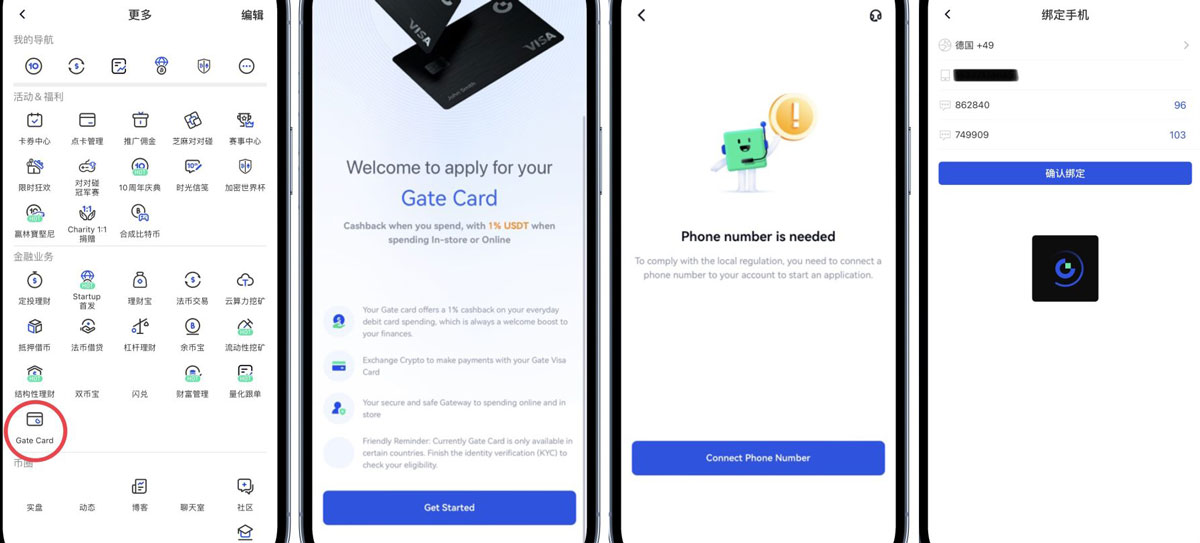 更多
编辑
我的导航
活动&福利
卡券中心
点卡管理
推广佣金
芝麻对对碰
赛事中心
限时狂欢
对对碰
冠军赛
10周年庆典
时光信笺
加密世界杯
赢林寶堅尼
Charity 1:1
捐赠
合成比特币
金融业务
定投理财
Startup
首发
理财宝
法币交易
云算力挖矿
抵押借币
法币借贷
杠杆理财
余币宝
流动性挖矿
结构性理财
双币宝
闪兑
财富管理
量化跟单
Gate Card
币圈
实盘
动态
博客
聊天室
社区
VISA
VISA
John Smith
Welcome to apply for your
Gate Card
Cashback when you spend, with 1% USDT when
spending In-store or Online
Your Gate card offers a 1% cashback on your everyday
debit card spending, which is always a welcome boost to
your finances.
Exchange Crypto to make payments with your Gate Visa
Card
Your secure and safe Gateway to spending online and in
store
Friendly Reminder: Currently Gate Card is only available in
certain countries. Finish the identity verification (KYC) to
check your eligibility.
Get Started
Phone number is needed
To comply with the local regulation, you need to connect a
phone number to your account to start an application.
Connect Phone Number
绑定手机
德国 +49
862840
96
749909
103
确认绑定